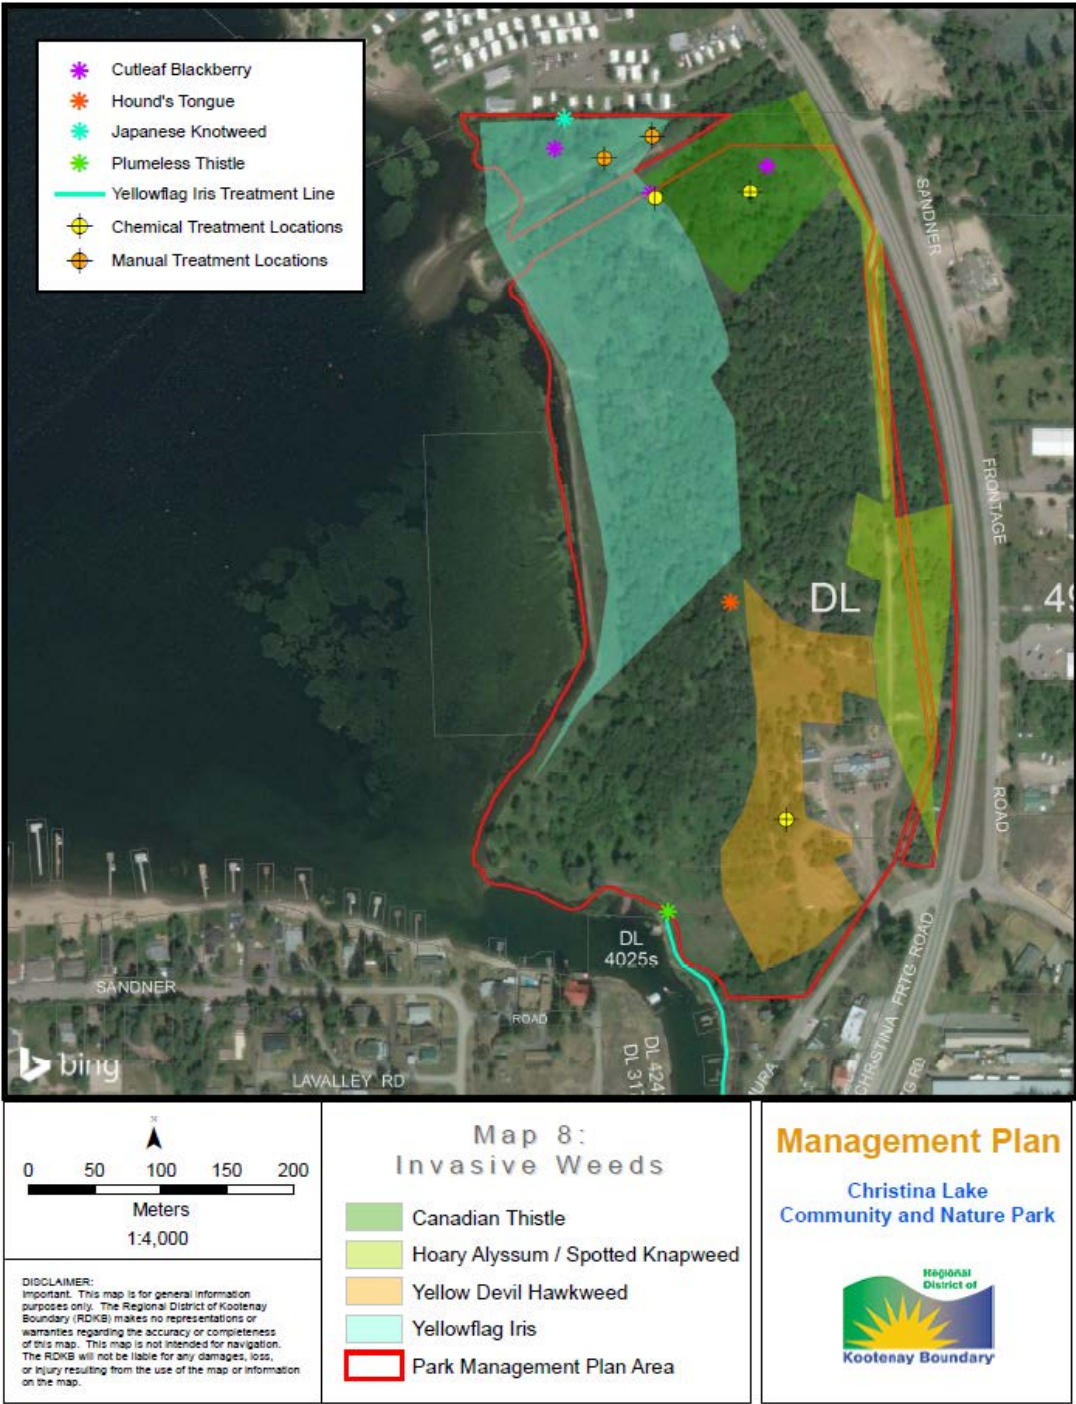 Cutleaf Blackberry
Hound's Tongue
Japanese Knotweed
Plumeless Thistle
Yellowflag Iris Treatment Line
Chemical Treatment Locations
Manual Treatment Locations
SANDNER
FRONTAGE
DL
49
ROAD
DL
4025s
SANDNER
ROAD
LAVALLEY RD
DL 424
DL 31
CHRISTINA FRTG ROAD
bing
N
0 50 100 150 200
Meters
1:4,000
DISCLAIMER:
Important. This map is for general information
purposes only. The Regional District of Kootenay
Boundary (RDKB) makes no representations or
warranties regarding the accuracy or completeness
of this map. This map is not intended for navigation.
The RDKB will not be liable for any damages, loss,
or injury resulting from the use of the map or information
on the map.
Map 8:
Invasive Weeds
Canadian Thistle
Hoary Alyssum / Spotted Knapweed
Yellow Devil Hawkweed
Yellowflag Iris
Park Management Plan Area
Management Plan
Christina Lake
Community and Nature Park
Regional
District of
Kootenay Boundary